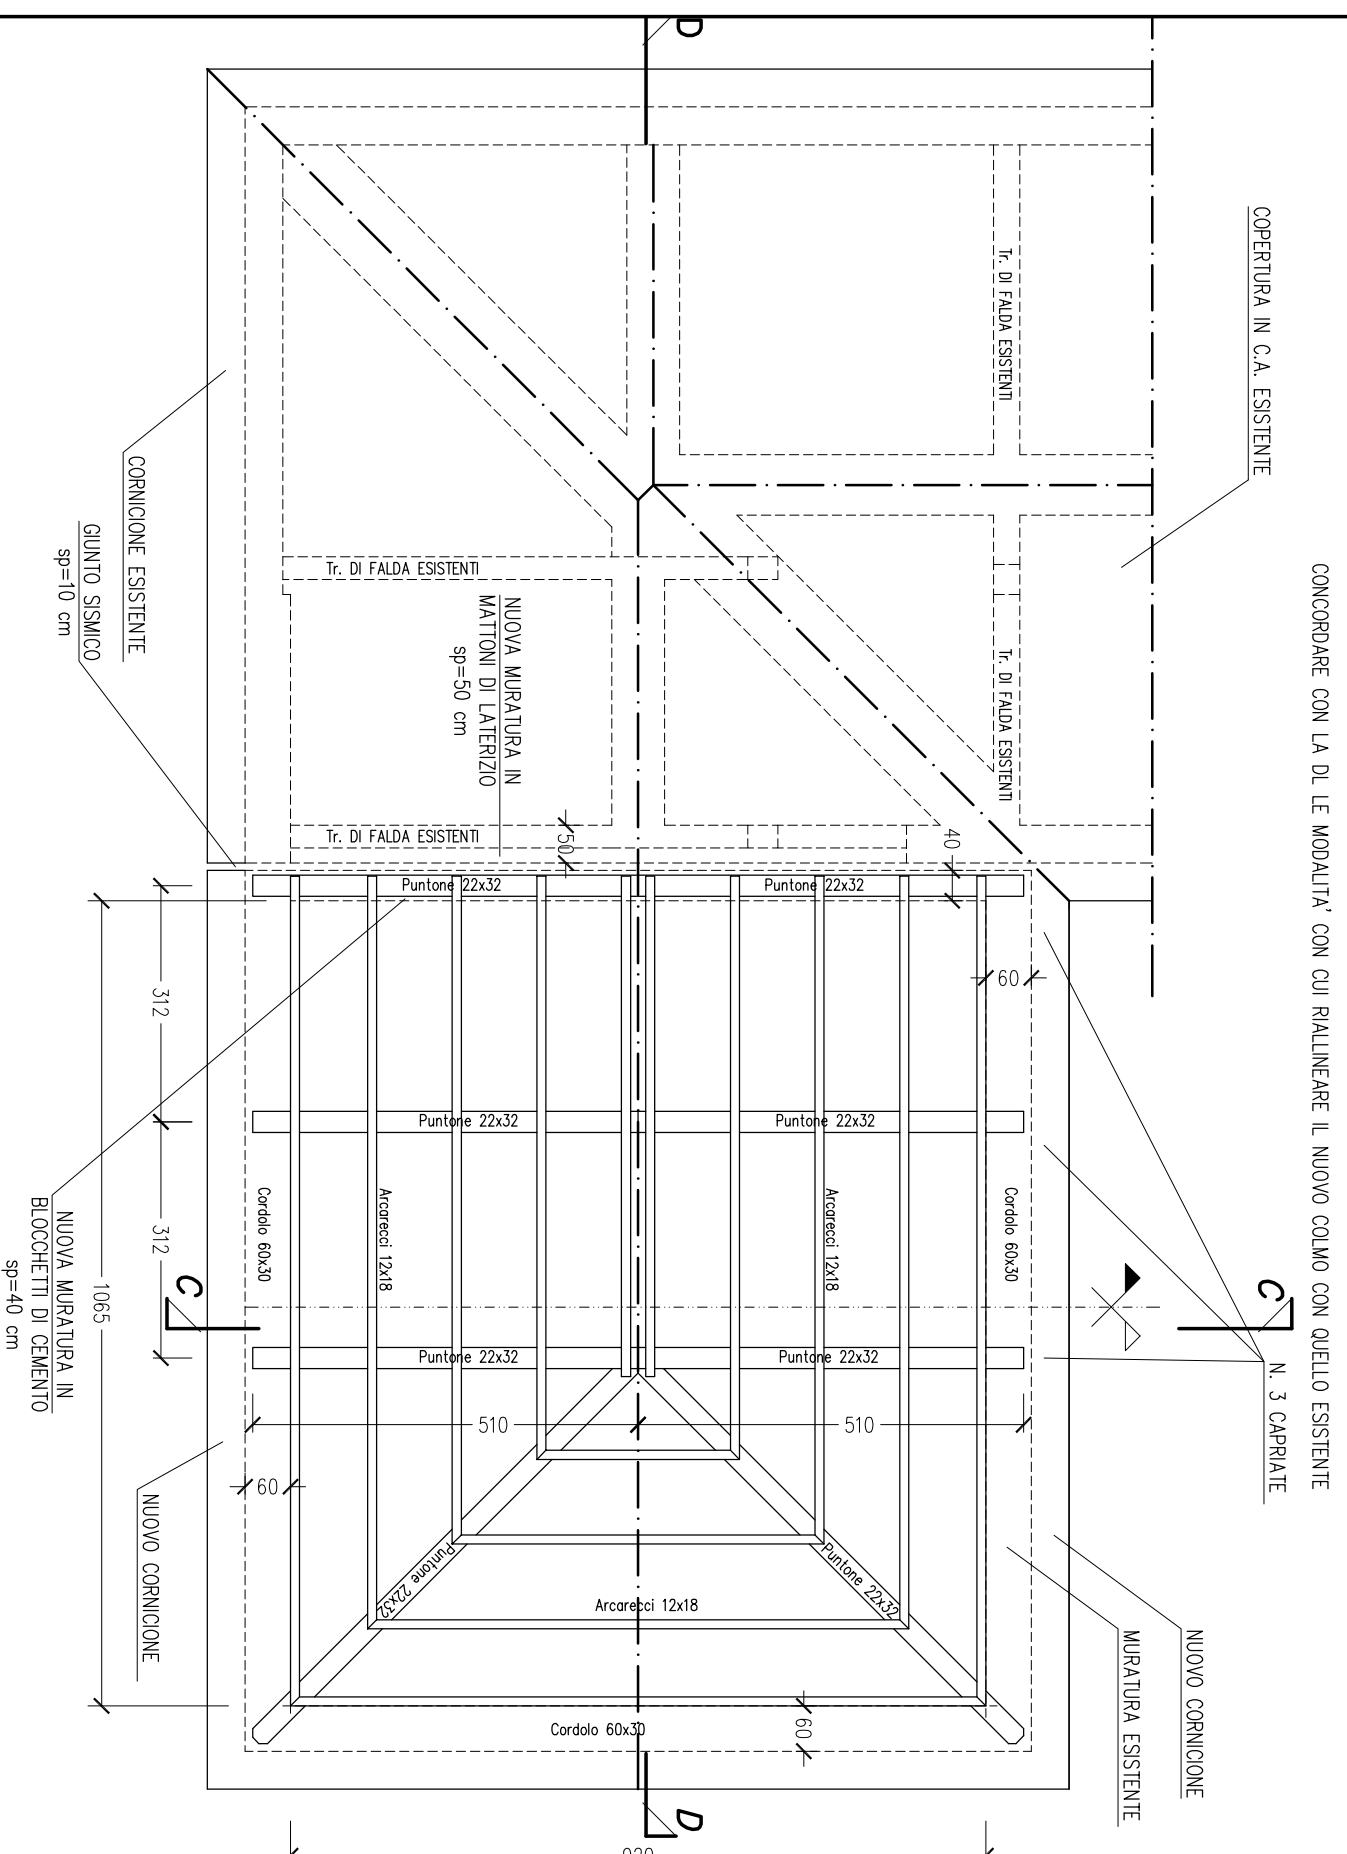 CONCORDARE CON LA DL LE MODALITA' CON CUI RIALLINEARE IL NUOVO COLMO CON QUELLO ESISTENTE
COPERTURA IN C.A. ESISTENTE
N. 3 CAPRIATE
NUOVO CORNICIONE
MURATURA ESISTENTE
D
Tr. DI FALDA ESISTENTI
Tr. DI FALDA ESISTENTI
Tr. DI FALDA ESISTENTI
Tr. DI FALDA ESISTENTI
NUOVA MURATURA IN
MATTONI DI LATERIZIO
sp=50 cm
CORNICIONE ESISTENTE
GIUNTO SISMICO
sp=10 cm
50
40
60
Puntone 22x32
Puntone 22x32
Puntone 22x32
Puntone 22x32
Puntone 22x32
Puntone 22x32
Cordolo 60x30
Arcarecci 12x18
Arcarecci 12x18
Cordolo 60x30
C
C
312
312
1065
510
510
60
Puntone 22x32
Puntone 22x32
Arcarecci 12x18
Cordolo 60x30
60
NUOVA MURATURA IN
BLOCCHETTI DI CEMENTO
sp=40 cm
NUOVO CORNICIONE
D